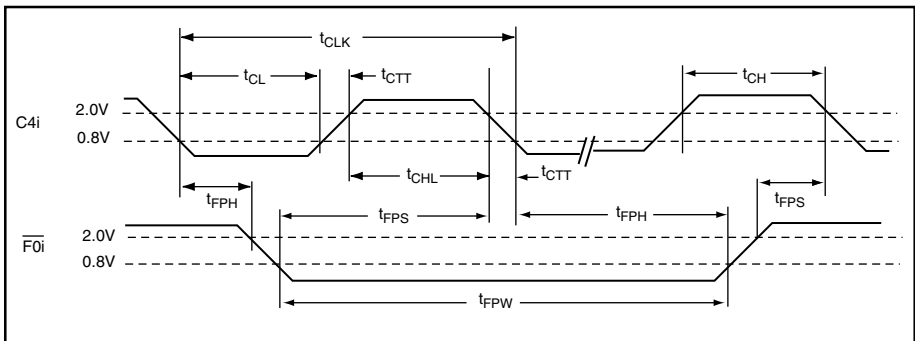 tCLK
tCL
tCTT
tCH
C4i
2.0V
0.8V
tCHL
tCTT
tFPH
tFPS
tFPH
tFPS
F0i
2.0V
0.8V
tFPW